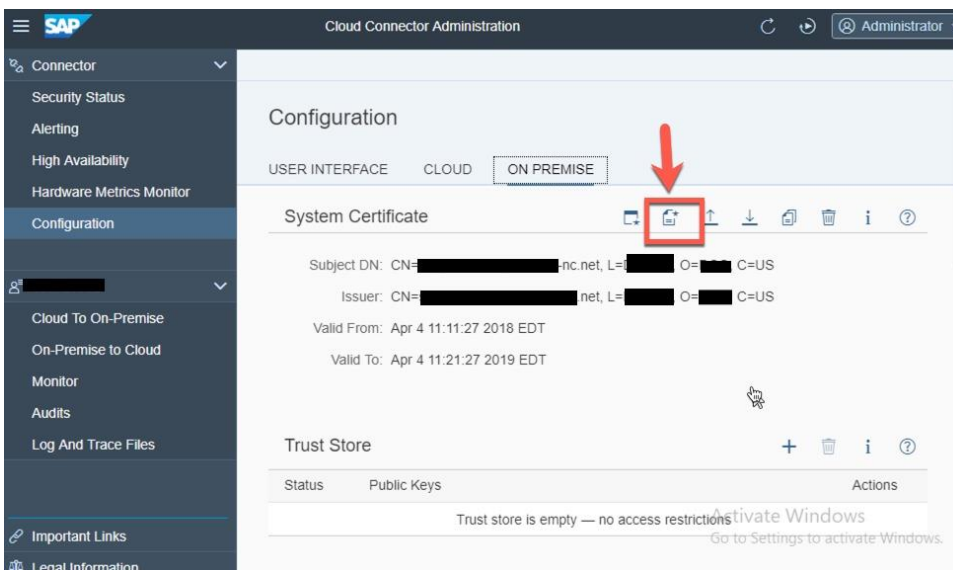 SAP
Cloud Connector Administration
Administrator
Connector
Security Status
Alerting
High Availability
Hardware Metrics Monitor
Configuration
Cloud To On-Premise
On-Premise to Cloud
Monitor
Audits
Log And Trace Files
Important Links
Legal Information
Configuration
USER INTERFACE CLOUD ON PREMISE
System Certificate
Subject DN: CN= -nc.net, L= O= C=US
Issuer: CN= .net, L= O= C=US
Valid From: Apr 4 11:11:27 2018 EDT
Valid To: Apr 4 11:21:27 2019 EDT
Trust Store
Status Public Keys Actions
Trust store is empty — no access restrictions
Activate Windows
Go to Settings to activate Windows.